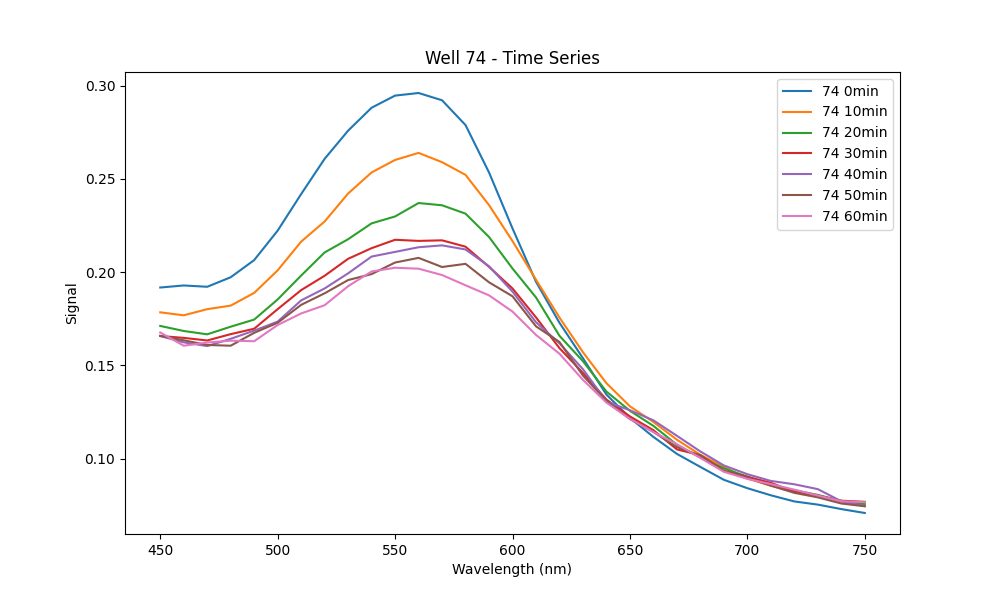 Well 74 - Time Series
Signal
0.30
0.25
0.20
0.15
0.10
74 0min
74 10min
74 20min
74 30min
74 40min
74 50min
74 60min
450 500 550 600 650 700 750
Wavelength (nm)